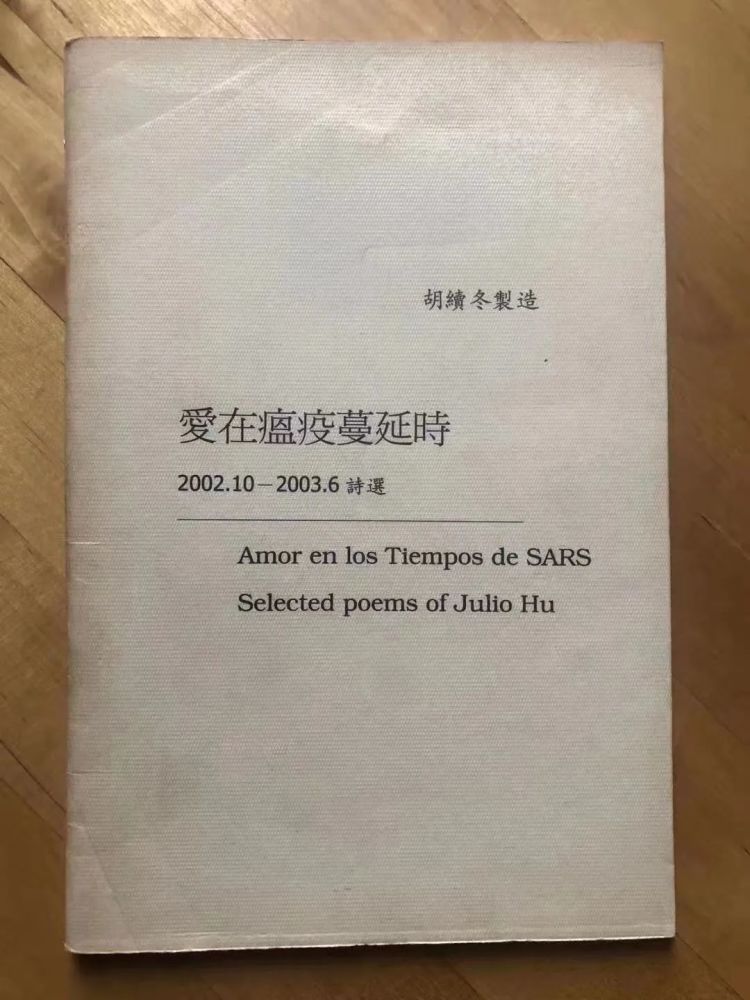 胡續冬製造
愛在瘟疫蔓延時
2002.10－2003.6 詩選
Amor en los Tiempos de SARS
Selected poems of Julio Hu